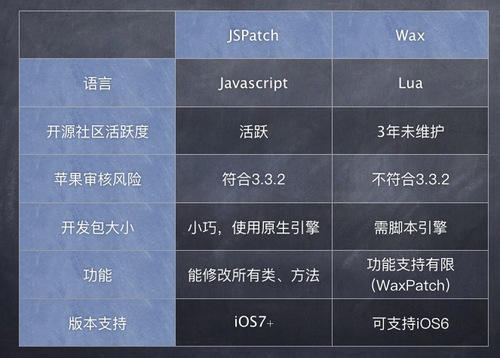 JSPatch Wax
语言 Javascript Lua
开源社区活跃度 活跃 3年未维护
苹果审核风险 符合3.3.2 不符合3.3.2
开发包大小 小巧，使用原生引擎 需脚本引擎
功能 能修改所有类、方法 功能支持有限
（WaxPatch）
版本支持 iOS7+ 可支持iOS6